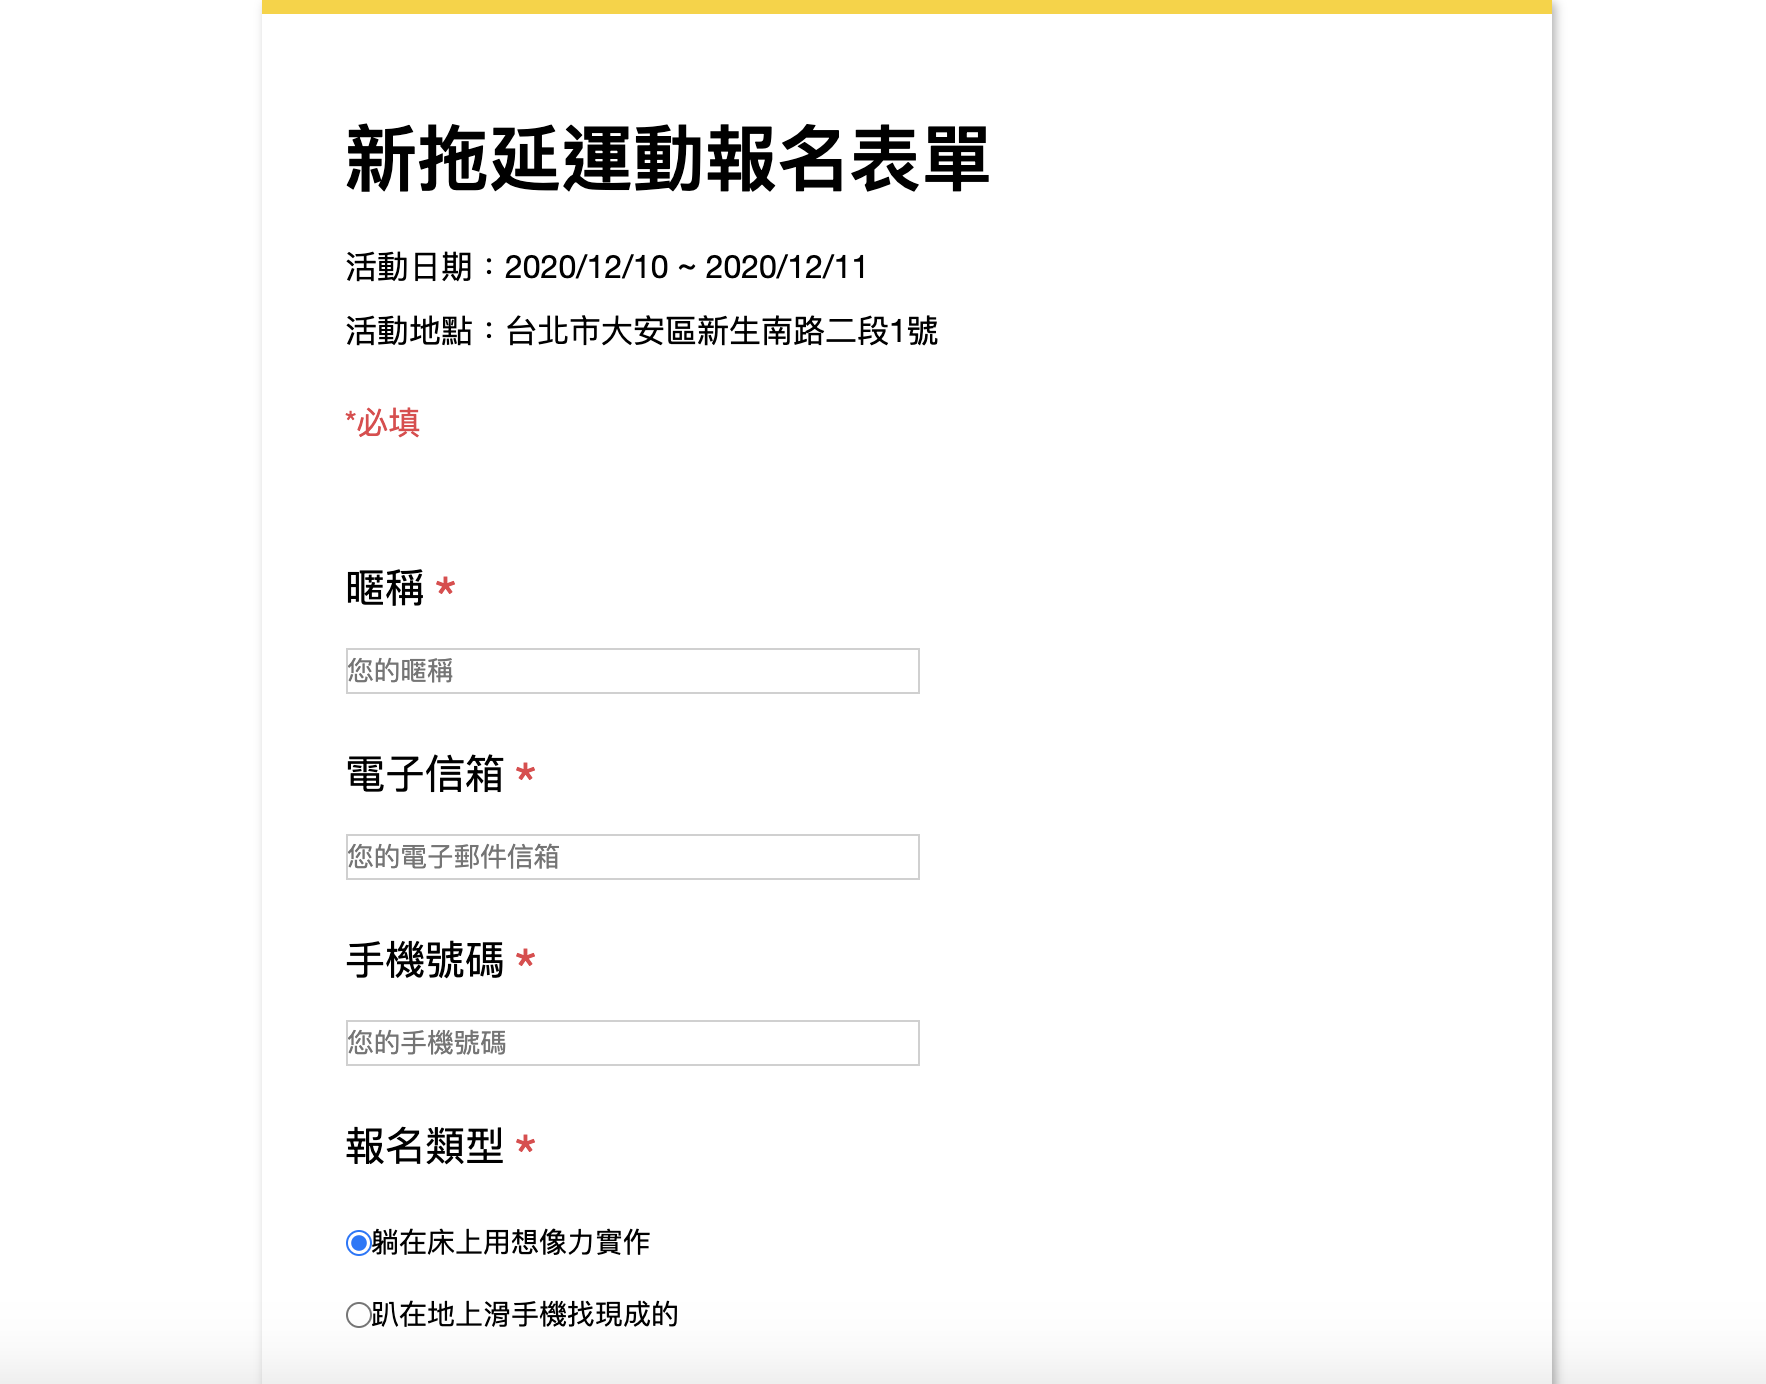 新拖延運動報名表單
活動日期：2020/12/10 ~ 2020/12/11
活動地點：台北市大安區新生南路二段1號
*必填
暱稱 *
您的暱稱
電子信箱 *
您的電子郵件信箱
手機號碼 *
您的手機號碼
報名類型 *
躺在床上用想像力實作
趴在地上滑手機找現成的